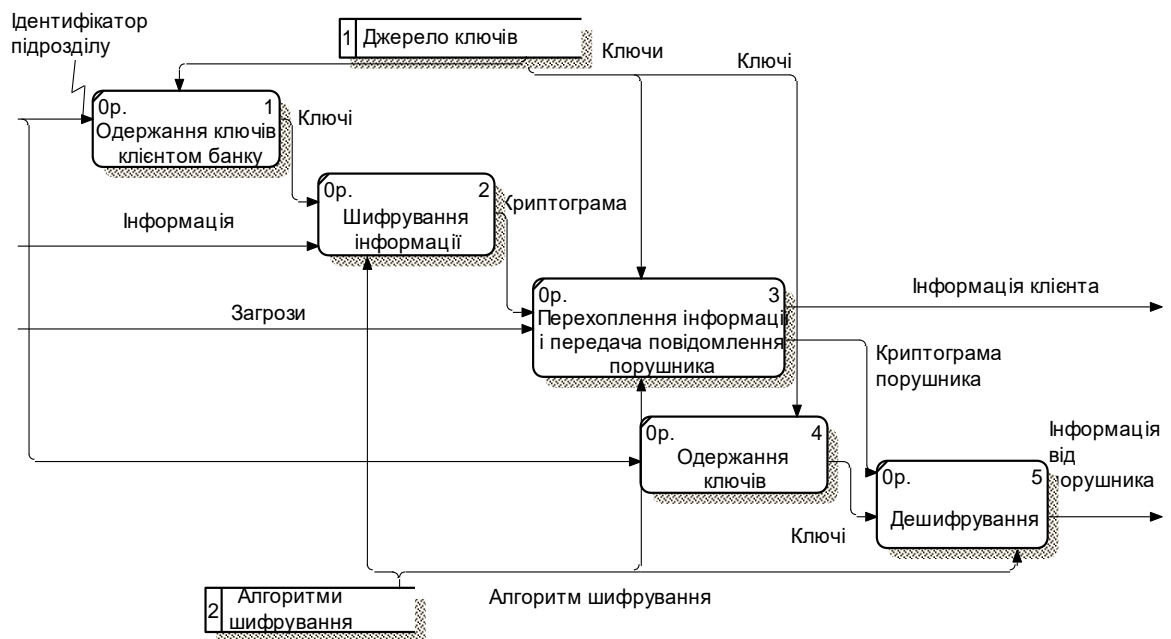 Ідентифікатор
підрозділу
1 Джерело ключів
Ключи
Ключі
0р. 1
Одержання ключів
клієнтом банку
Ключі
0р. 2
Шифрування
інформації
Криптограма
Інформація
0р. 3
Перехоплення інформації
і передача повідомлення
порушника
Загрози
Інформація клієнта
Криптограма
порушника
0р. 4
Одержання
ключів
Інформація
від
порушника
0р. 5
Дешифрування
Ключі
2 Алгоритми
шифрування
Алгоритм шифрування